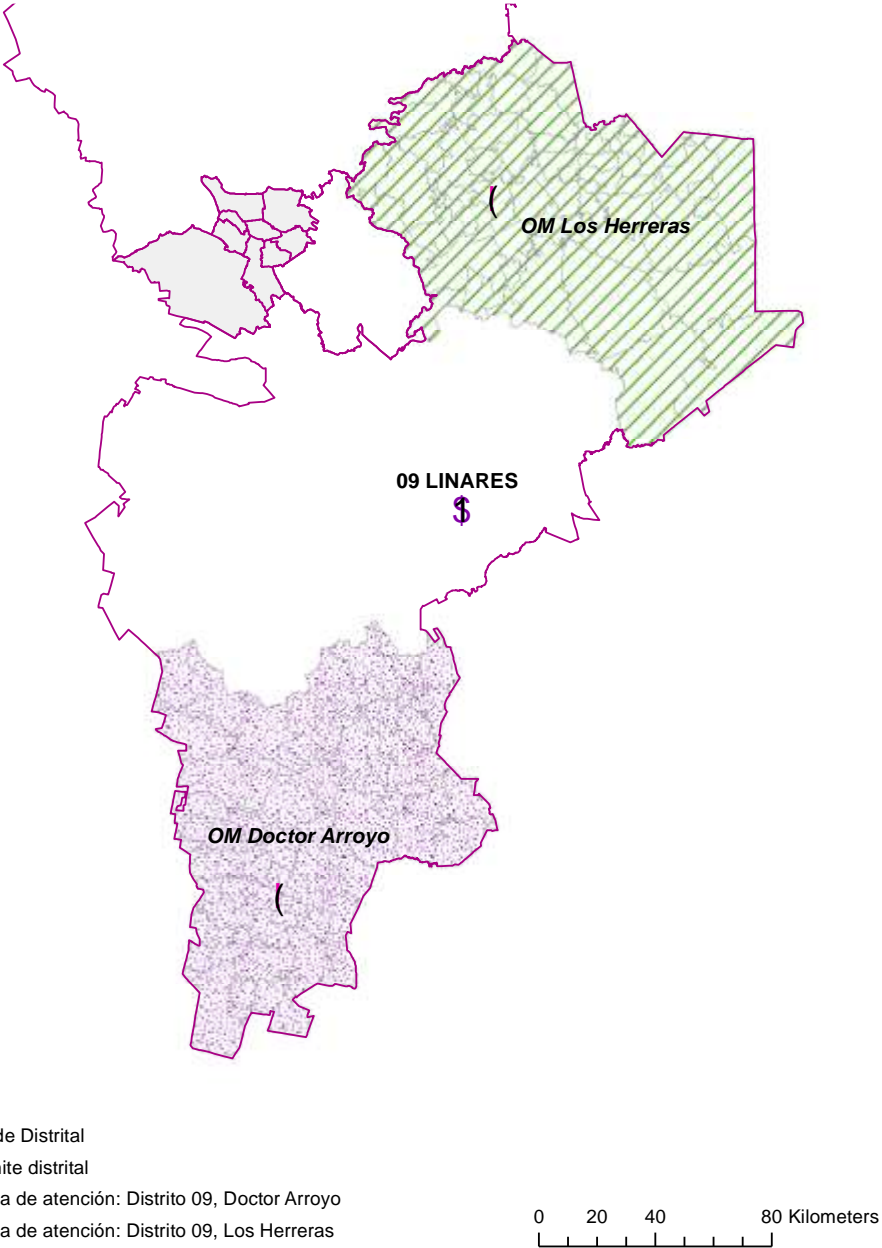 OM Los Herreras
09 LINARES
OM Doctor Arroyo
de Distrital
ite distrital
a de atención: Distrito 09, Doctor Arroyo
a de atención: Distrito 09, Los Herreras
0 20 40 80 Kilometers